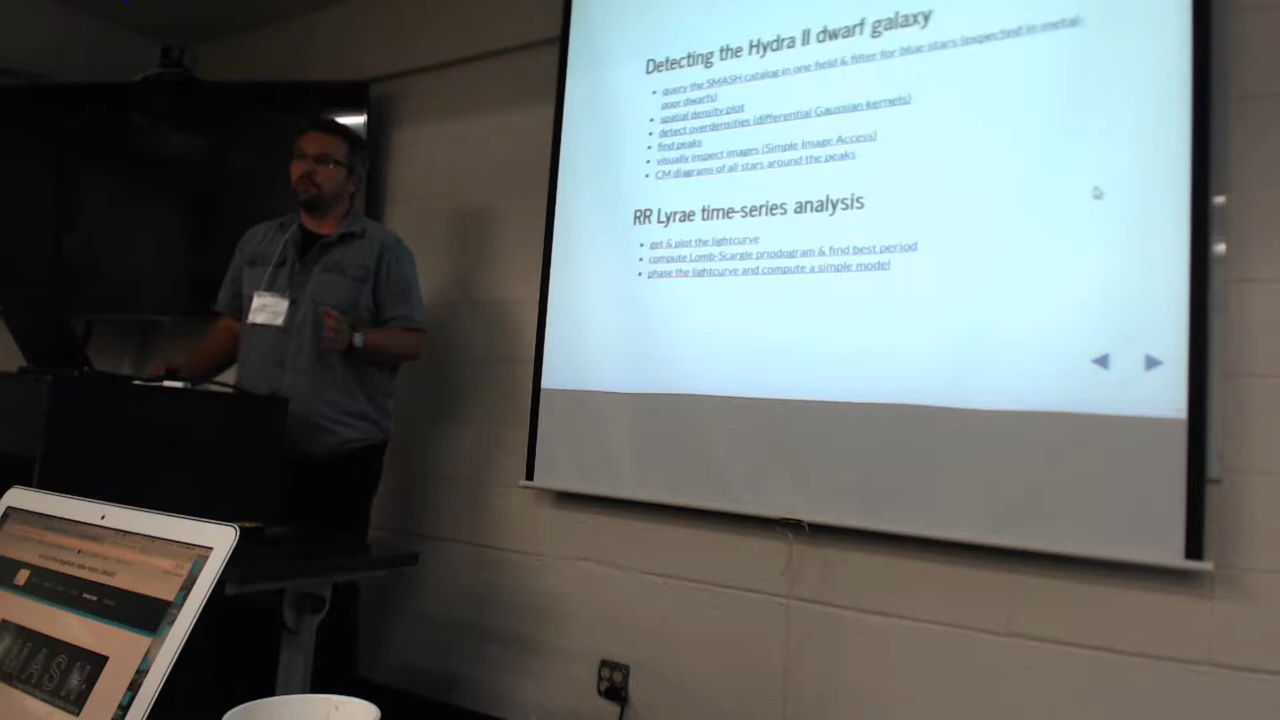 Detecting the Hydra II dwarf galaxy
query the SMASH catalog in one field & filter for blue stars (expected in metal-
poor dwarfs)
spatial density plot
detect overdensities (differential Gaussian kernels)
find peaks
visually inspect images (Simple Image Access)
CM diagrams of all stars around the peaks
RR Lyrae time-series analysis
get & plot the lightcurve
compute Lomb-Scargle priodogram & find best period
phase the lightcurve and compute a simple model
MASH